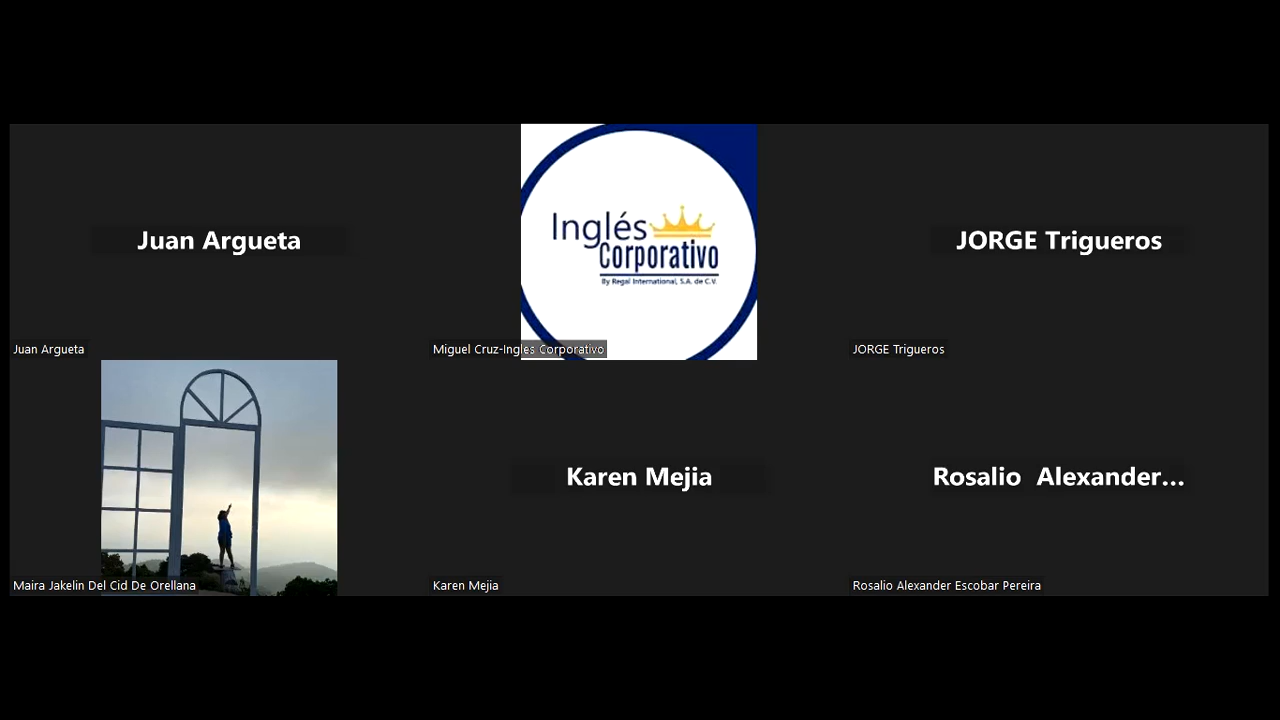 Juan Argueta
Juan Argueta
Inglés
Corporativo
By Regal International, S.A. de C.V.
Miguel Cruz-Ingles Corporativo
JORGE Trigueros
JORGE Trigueros
Maira Jakelin Del Cid De Orellana
Karen Mejia
Karen Mejia
Rosalio Alexander...
Rosalio Alexander Escobar Pereira